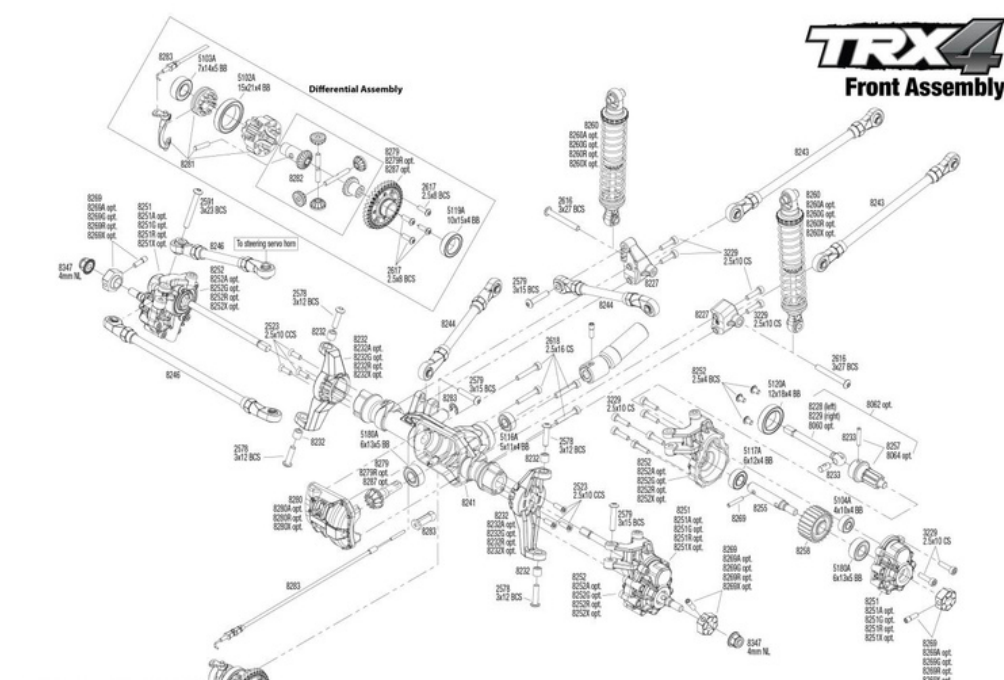 TRX4
Front Assembly
Differential Assembly
8283
5103A
7x14x5 BB
5102A
15x21x4 BB
8281
8282
8279
8279R opt.
8287 opt.
2617
2.5x8 BCS
5119A
10x15x4 BB
2617
2.5x8 BCS
8260
8260A opt.
8260G opt.
8260R opt.
8260X opt.
8243
8260
8260A opt.
8260G opt.
8260R opt.
8260X opt.
8243
2616
3x27 BCS
8269
8269A opt.
8269G opt.
8269R opt.
8269X opt.
8251
8251A opt.
8251G opt.
8251R opt.
8251X opt.
2591
3x23 BCS
8246
To steering servo horn
8347
4mm NL
8252
8252A opt.
8252G opt.
8252R opt.
8252X opt.
3229
2.5x10 CS
8227
2579
3x15 BCS
8244
8227
3229
2.5x10 CS
2578
3x12 BCS
2523
2.5x10 CCS
8232
8232
8232A opt.
8232G opt.
8232R opt.
8232X opt.
8244
2618
2.5x16 CS
2616
3x27 BCS
8246
2579
3x15 BCS
8283
8252
2.5x4 BCS
5120A
12x18x4 BB
8062 opt.
8228 (left)
8229 (right)
8060 opt.
3229
2.5x10 CS
8232
2578
3x12 BCS
5180A
6x13x5 BB
5116A
5x11x4 BB
2578
3x12 BCS
8232
8233
8257
8064 opt.
5117A
6x12x4 BB
8233
8279
8279R opt.
8287 opt.
8252
8252A opt.
8252G opt.
8252R opt.
8252X opt.
2523
2.5x10 CCS
8280
8280A opt.
8280R opt.
8280X opt.
8241
8232
8232A opt.
8232G opt.
8232R opt.
8232X opt.
2579
3x15 BCS
8251
8251A opt.
8251G opt.
8251R opt.
8251X opt.
8269
8255
5104A
4x10x4 BB
8258
3229
2.5x10 CS
8283
8269
8269A opt.
8269G opt.
8269R opt.
8269X opt.
5180A
6x13x5 BB
8232
8283
2578
3x12 BCS
8252
8252A opt.
8252G opt.
8252R opt.
8252X opt.
8251
8251A opt.
8251G opt.
8251R opt.
8251X opt.
8347
4mm NL
8269
8269A opt.
8269G opt.
8269R opt.